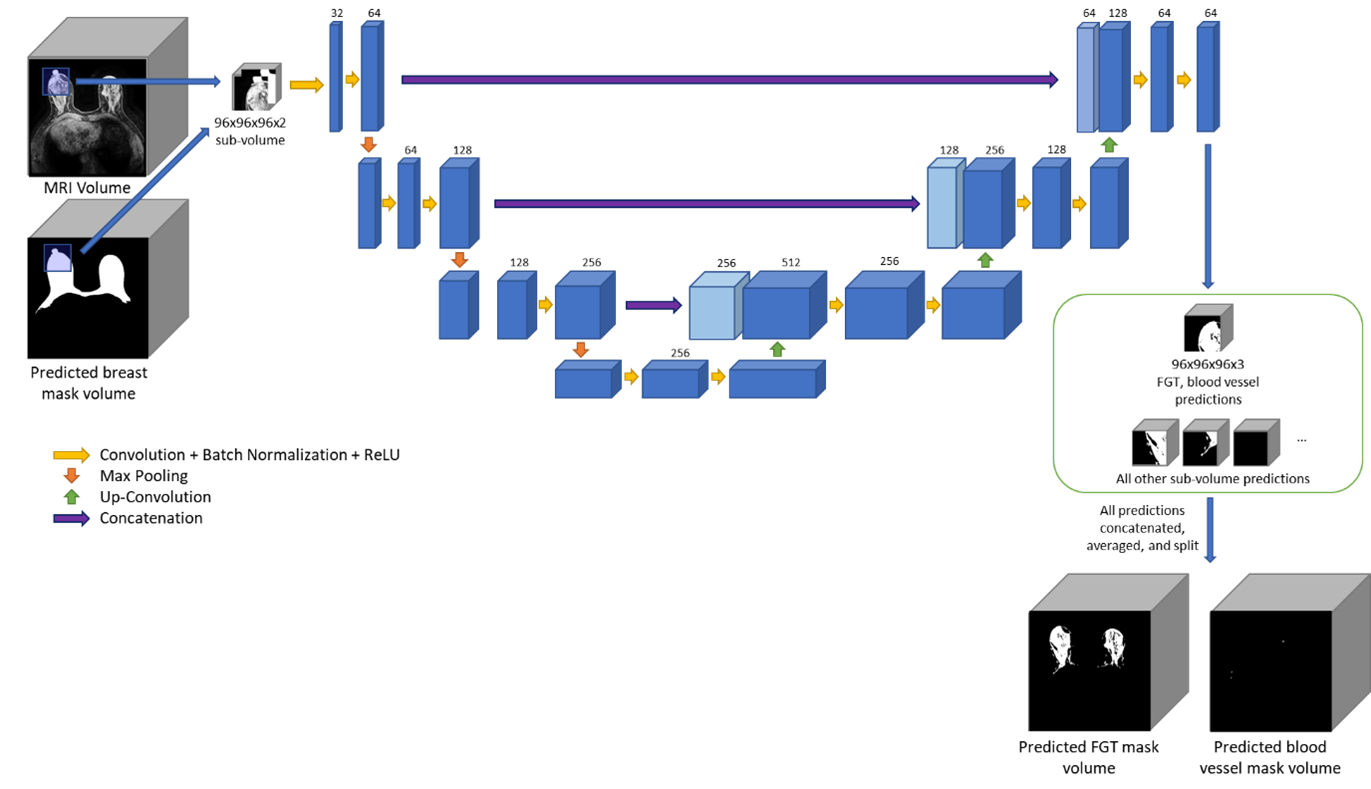 32
64
64
128
64
64
MRI Volume
96x96x96x2
sub-volume
64
128
128
256
128
Predicted breast
mask volume
128
256
256
512
256
256
96x96x96x3
FGT, blood vessel
predictions
...
All other sub-volume predictions
Convolution + Batch Normalization + ReLU
Max Pooling
Up-Convolution
Concatenation
All predictions
concatenated,
averaged, and split
Predicted FGT mask
volume
Predicted blood
vessel mask volume